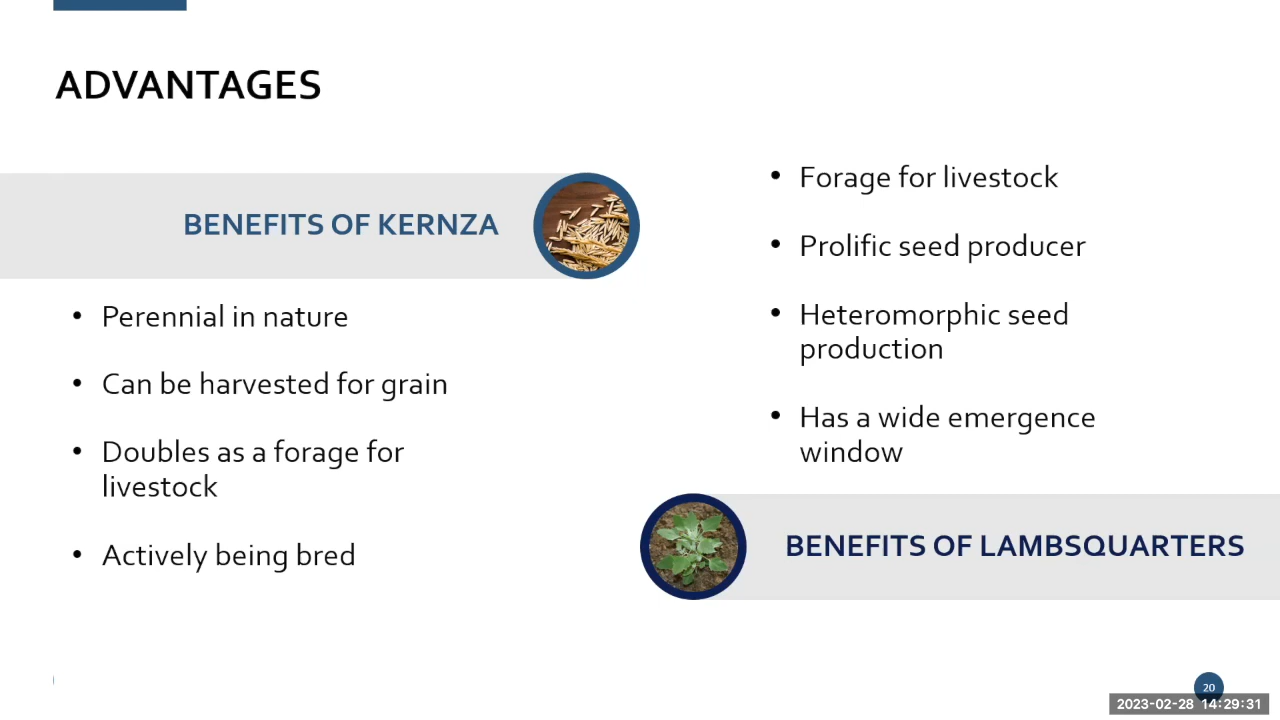 ADVANTAGES
BENEFITS OF KERNZA
• Perennial in nature
• Can be harvested for grain
• Doubles as a forage for
livestock
• Actively being bred
• Forage for livestock
• Prolific seed producer
• Heteromorphic seed
production
• Has a wide emergence
window
BENEFITS OF LAMBSQUARTERS
20
2023-02-28 14:29:31